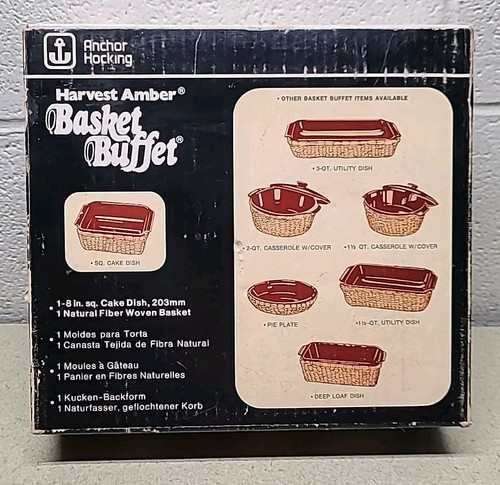 Anchor
Hocking
Harvest Amber®
Basket
Buffet®
• SQ. CAKE DISH
• 1-8 in. sq. Cake Dish, 203mm
1 Natural Fiber Woven Basket
• 1 Moldes para Torta
1 Canasta Tejida de Fibra Natural
• 1 Moules à Gâteau
1 Panier en Fibres Naturelles
• 1 Kucken-Backform
1 Naturfasser, geflochtener Korb
• OTHER BASKET BUFFET ITEMS AVAILABLE
• 3-QT. UTILITY DISH
• 2-QT. CASSEROLE W/COVER
• 1½ QT. CASSEROLE W/COVER
• PIE PLATE
• 1½-QT. UTILITY DISH
• DEEP LOAF DISH